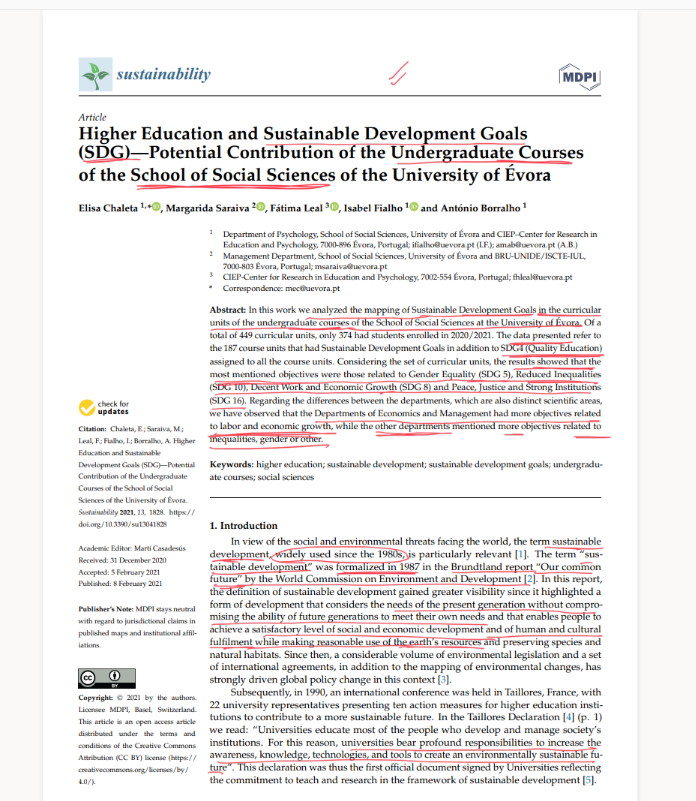 sustainability
MDPI
Article
Higher Education and Sustainable Development Goals
(SDG)—Potential Contribution of the Undergraduate Courses
of the School of Social Sciences of the University of Évora
Elisa Chaleta 1,*, Margarida Saraiva 2, Fátima Leal 3, Isabel Fialho 1 and António Borralho 1
1 Department of Psychology, School of Social Sciences, University of Évora and CIEP–Center for Research in
Education and Psychology, 7000-896 Évora, Portugal; ifialho@uevora.pt (I.F.); amab@uevora.pt (A.B.)
2 Management Department, School of Social Sciences, University of Évora and BRU-UNIDE/ISCTE-IUL,
7000-803 Évora, Portugal; msaraiva@uevora.pt
3 CIEP-Center for Research in Education and Psychology, 7002-554 Évora, Portugal; fhleal@uevora.pt
* Correspondence: mec@uevora.pt
Abstract: In this work we analyzed the mapping of Sustainable Development Goals in the curricular
units of the undergraduate courses of the School of Social Sciences at the University of Évora. Of a
total of 449 curricular units, only 374 had students enrolled in 2020/2021. The data presented refer to
the 187 course units that had Sustainable Development Goals in addition to SDG4 (Quality Education)
assigned to all the course units. Considering the set of curricular units, the results showed that the
most mentioned objectives were those related to Gender Equality (SDG 5), Reduced Inequalities
(SDG 10), Decent Work and Economic Growth (SDG 8) and Peace, Justice and Strong Institutions
(SDG 16). Regarding the differences between the departments, which are also distinct scientific areas,
we have observed that the Departments of Economics and Management had more objectives related
to labor and economic growth, while the other departments mentioned more objectives related to
inequalities, gender or other.
Keywords: higher education; sustainable development; sustainable development goals; undergradu-
ate courses; social sciences
check for
updates
Citation: Chaleta, E.; Saraiva, M.;
Leal, F.; Fialho, I.; Borralho, A. Higher
Education and Sustainable
Development Goals (SDG)—Potential
Contribution of the Undergraduate
Courses of the School of Social
Sciences of the University of Évora.
Sustainability 2021, 13, 1828. https://
doi.org/10.3390/su13041828
Academic Editor: Marti Casadesús
Received: 31 December 2020
Accepted: 5 February 2021
Published: 8 February 2021
Publisher's Note: MDPI stays neutral
with regard to jurisdictional claims in
published maps and institutional affil-
iations.
cc
BY
Copyright: © 2021 by the authors.
Licensee MDPI, Basel, Switzerland.
This article is an open access article
distributed under the terms and
conditions of the Creative Commons
Attribution (CC BY) license (https://
creativecommons.org/licenses/by/
4.0/).
1. Introduction
In view of the social and environmental threats facing the world, the term sustainable
development, widely used since the 1980s, is particularly relevant [1]. The term "sus-
tainable development" was formalized in 1987 in the Brundtland report "Our common
future" by the World Commission on Environment and Development [2]. In this report,
the definition of sustainable development gained greater visibility since it highlighted a
form of development that considers the needs of the present generation without compro-
mising the ability of future generations to meet their own needs and that enables people to
achieve a satisfactory level of social and economic development and of human and cultural
fulfilment while making reasonable use of the earth's resources and preserving species and
natural habitats. Since then, a considerable volume of environmental legislation and a set
of international agreements, in addition to the mapping of environmental changes, has
strongly driven global policy change in this context [3].
Subsequently, in 1990, an international conference was held in Taillores, France, with
22 university representatives presenting ten action measures for higher education insti-
tutions to contribute to a more sustainable future. In the Taillores Declaration [4] (p. 1)
we read: "Universities educate most of the people who develop and manage society's
institutions. For this reason, universities bear profound responsibilities to increase the
awareness, knowledge, technologies, and tools to create an environmentally sustainable fu-
ture". This declaration was thus the first official document signed by Universities reflecting
the commitment to teach and research in the framework of sustainable development [5].